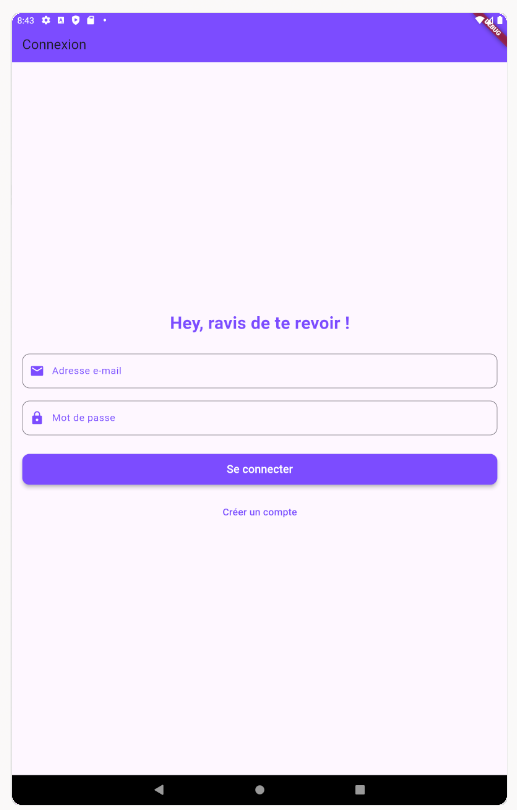 8:43
DEBUG
Connexion
Hey, ravis de te revoir !
Adresse e-mail
Mot de passe
Se connecter
Créer un compte